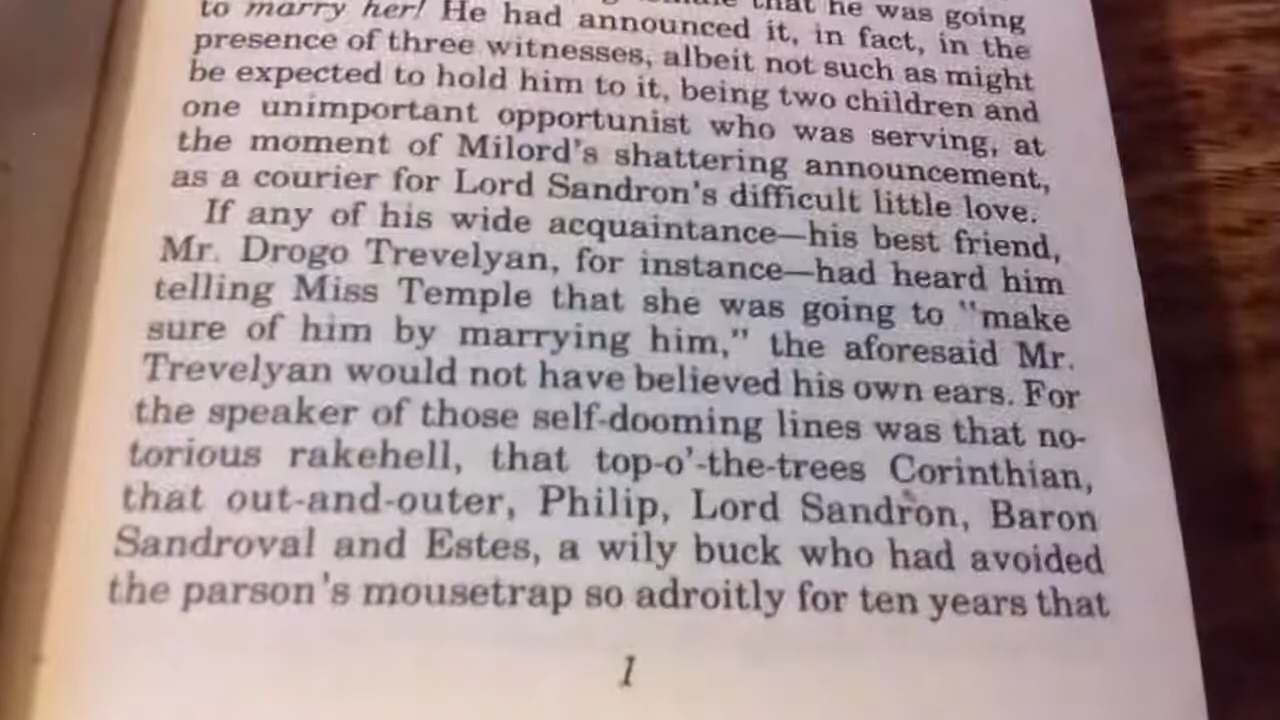 that he was going
to marry her! He had announced it, in fact, in the
presence of three witnesses, albeit not such as might
be expected to hold him to it, being two children and
one unimportant opportunist who was serving, at
the moment of Milord's shattering announcement,
as a courier for Lord Sandron's difficult little love.
If any of his wide acquaintance—his best friend,
Mr. Drogo Trevelyan, for instance—had heard him
telling Miss Temple that she was going to "make
sure of him by marrying him," the aforesaid Mr.
Trevelyan would not have believed his own ears. For
the speaker of those self-dooming lines was that no-
torious rakehell, that top-o'-the-trees Corinthian,
that out-and-outer, Philip, Lord Sandron, Baron
Sandroval and Estes, a wily buck who had avoided
the parson's mousetrap so adroitly for ten years that
1